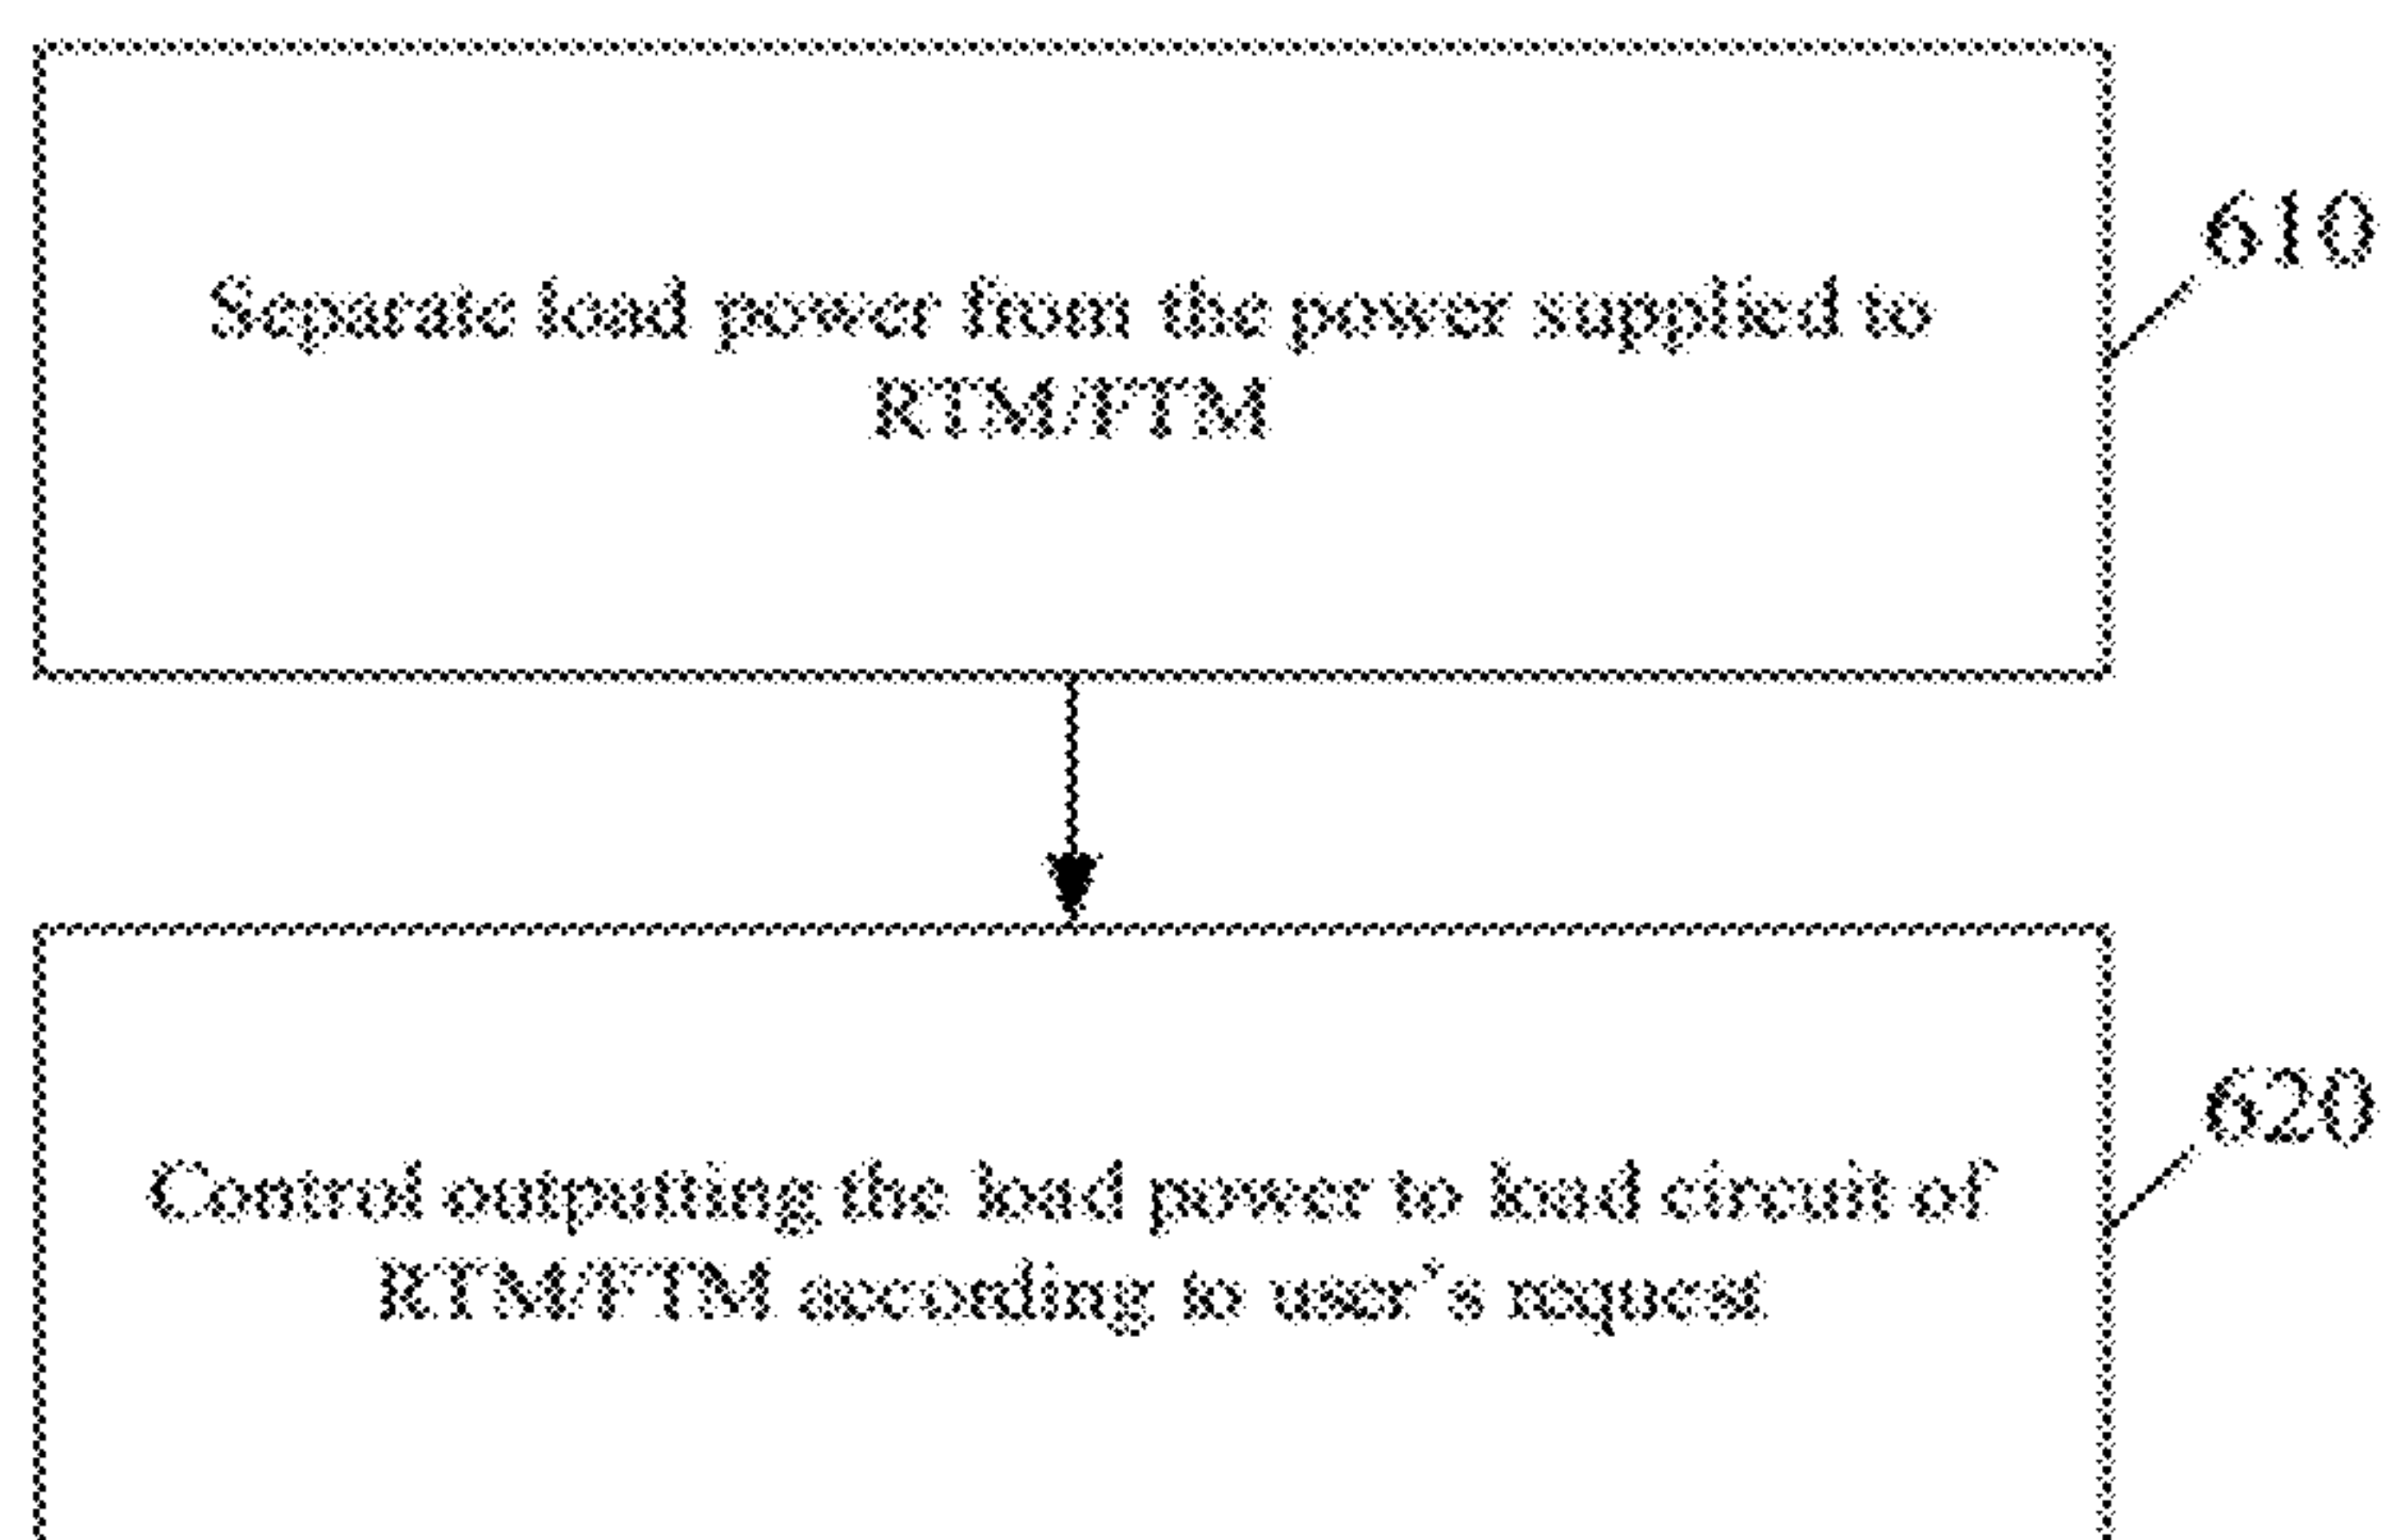 610
Separate load power from the power supplied to
RTM/FTM
620
Control outputting the load power to load circuit of
RTM/FTM according to user's request